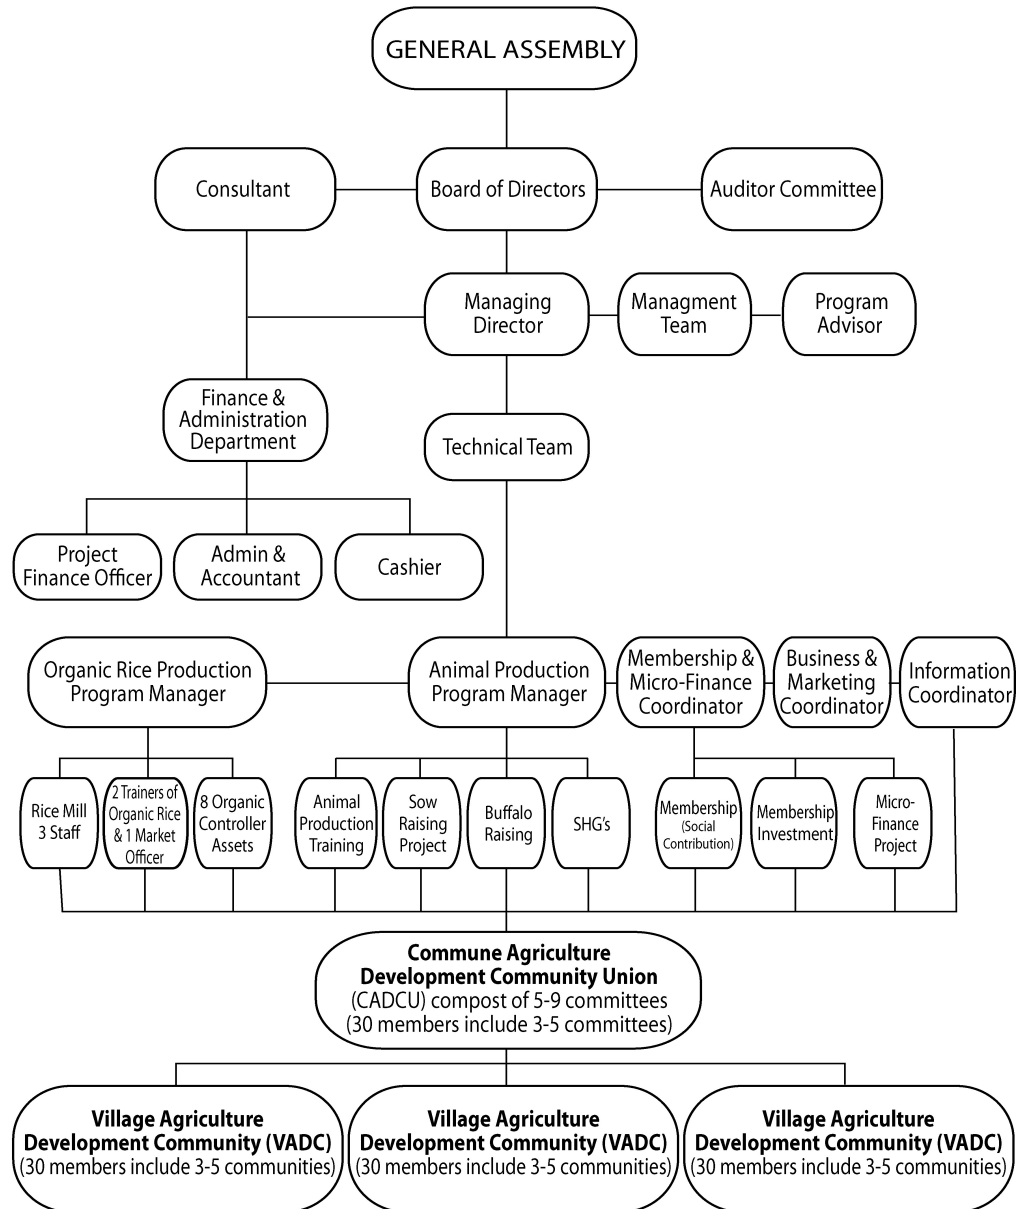 GENERAL ASSEMBLY
Consultant
Board of Directors
Auditor Committee
Managing
Director
Managment
Team
Program
Advisor
Finance &
Administration
Department
Technical Team
Project
Finance Officer
Admin &
Accountant
Cashier
Organic Rice Production
Program Manager
Animal Production
Program Manager
Membership &
Micro-Finance
Coordinator
Business &
Marketing
Coordinator
Information
Coordinator
Rice Mill
3 Staff
2 Trainers of
Organic Rice
& 1 Market
Officer
8 Organic
Controller
Assets
Animal
Production
Training
Sow
Raising
Project
Buffalo
Raising
SHG's
Membership
(Social
Contribution)
Membership
Investment
Micro-
Finance
Project
Commune Agriculture
Development Community Union
(CADCU) compost of 5-9 committees
(30 members include 3-5 committees)
Village Agriculture
Development Community (VADC)
(30 members include 3-5 communities)
Village Agriculture
Development Community (VADC)
(30 members include 3-5 communities)
Village Agriculture
Development Community (VADC)
(30 members include 3-5 communities)